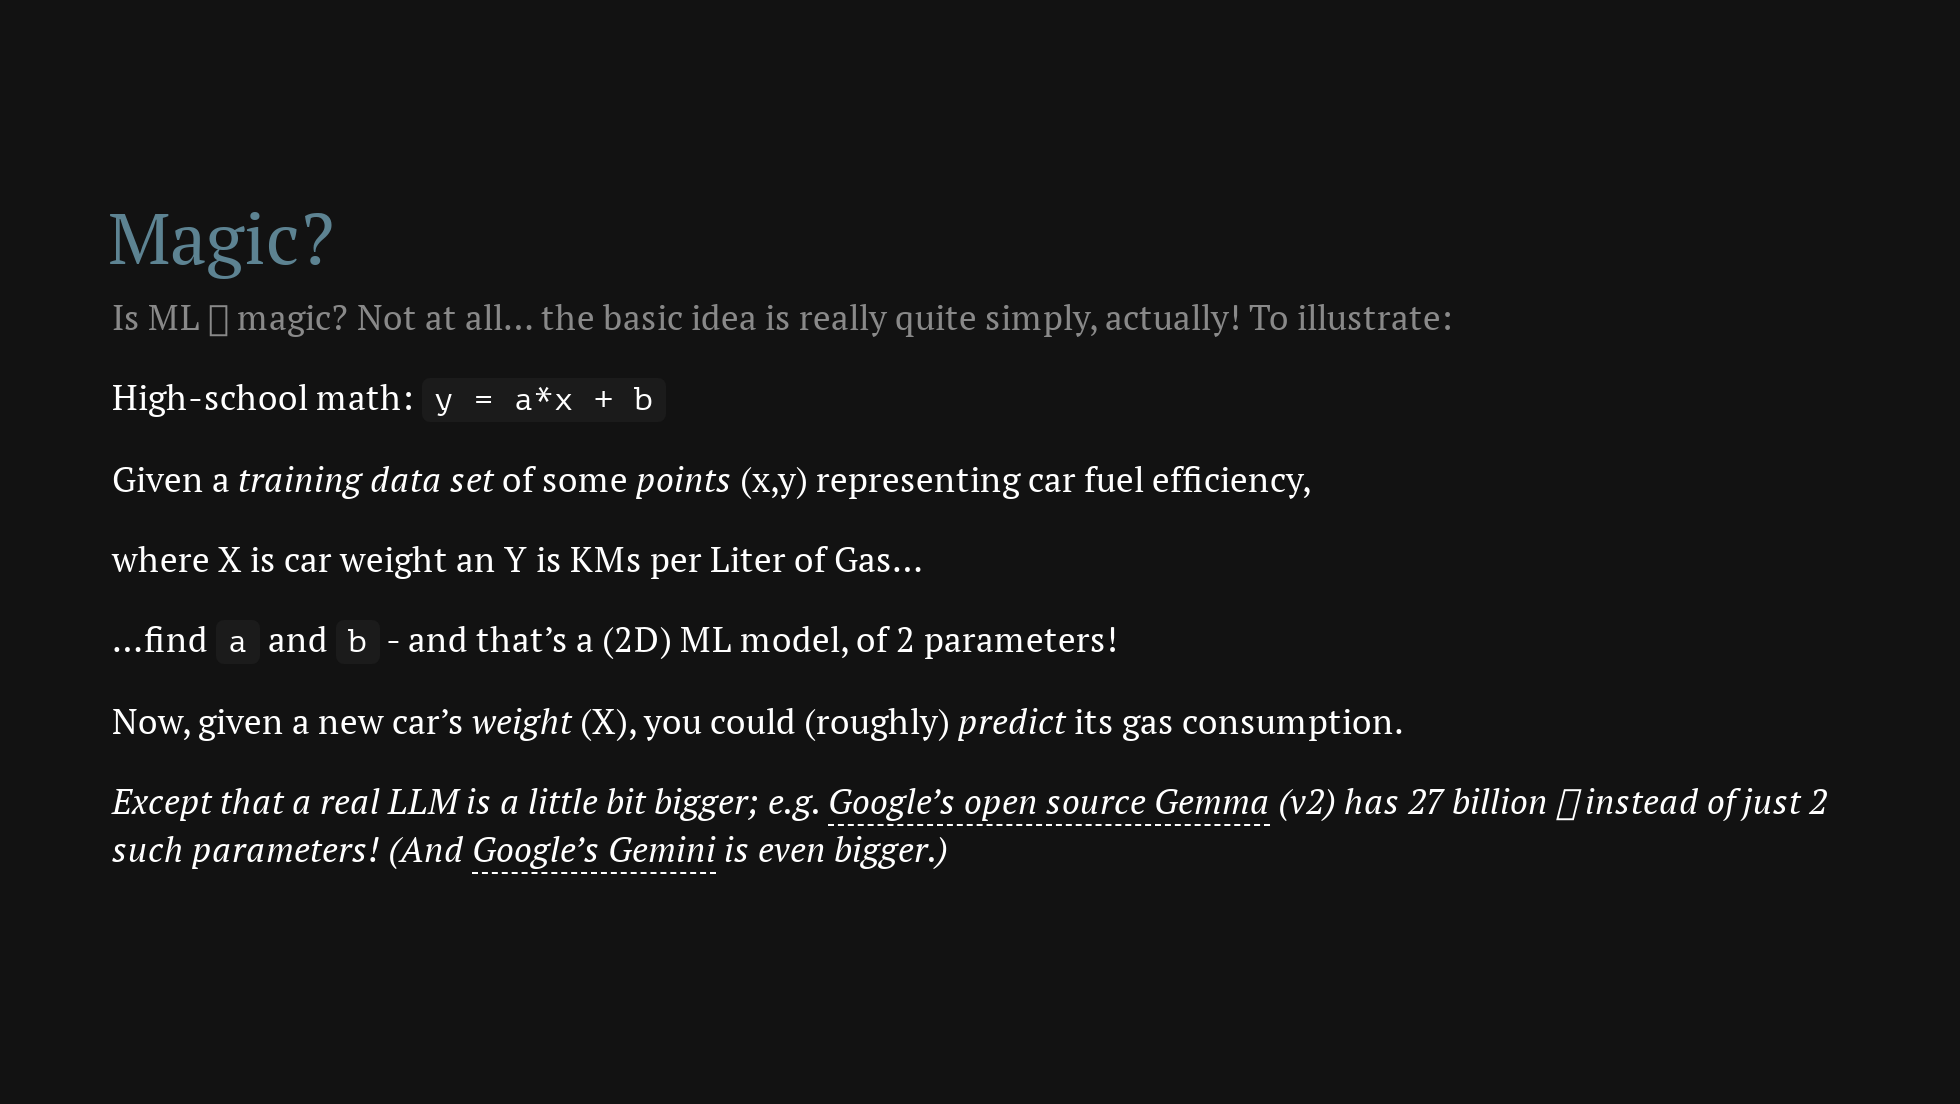 Magic?
Is ML ▯ magic? Not at all… the basic idea is really quite simply, actually! To illustrate:
High-school math: y = a*x + b
Given a training data set of some points (x,y) representing car fuel efficiency,
where X is car weight an Y is KMs per Liter of Gas…
…find a and b - and that’s a (2D) ML model, of 2 parameters!
Now, given a new car’s weight (X), you could (roughly) predict its gas consumption.
Except that a real LLM is a little bit bigger; e.g. Google’s open source Gemma (v2) has 27 billion ▯ instead of just 2
such parameters! (And Google’s Gemini is even bigger.)